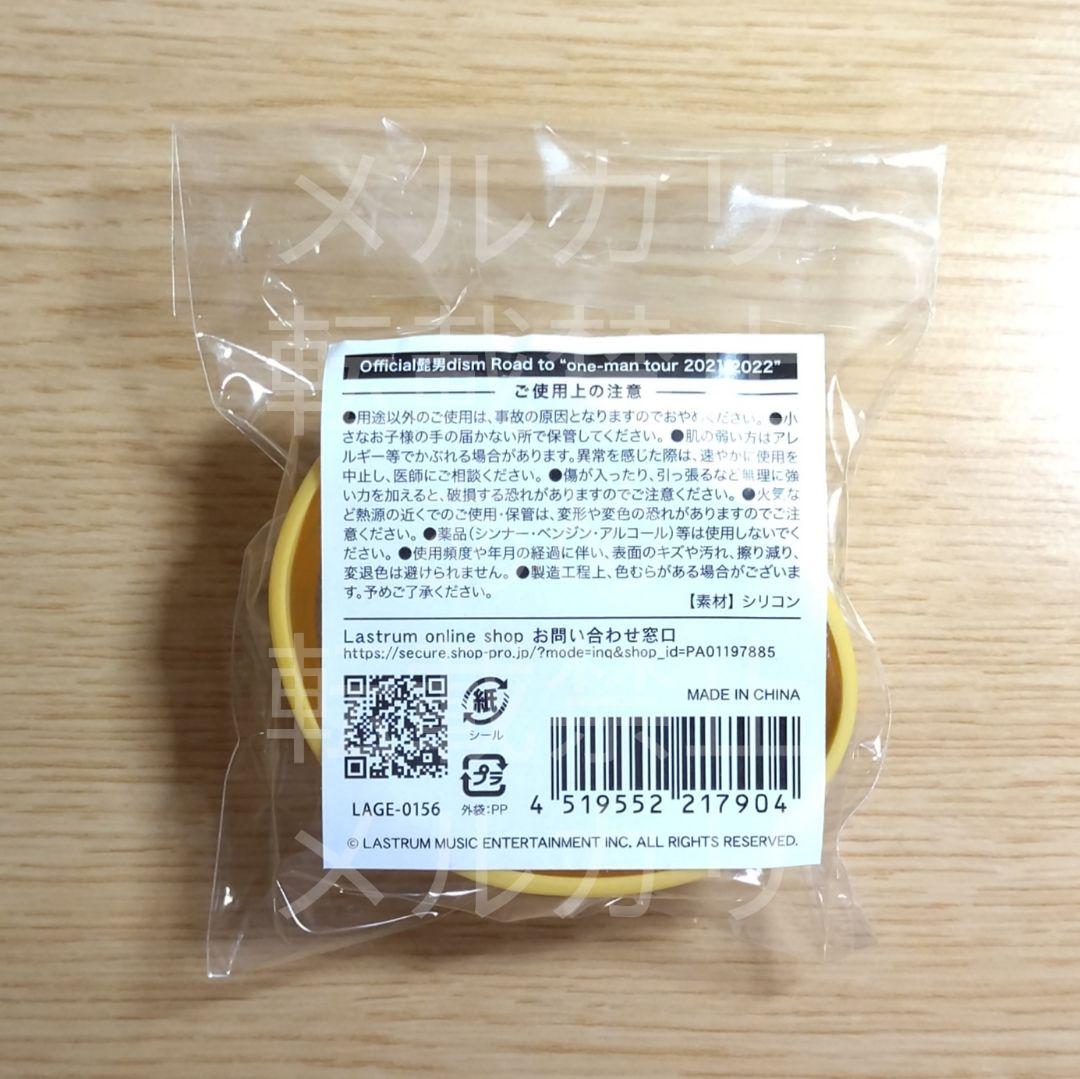 メルカリ
転載禁止
Official髭男dism Road to “one-man tour 2021-2022”
ご使用上の注意
●用途以外のご使用は、事故の原因となりますのでおやめください。 ●小
さなお子様の手の届かない所で保管してください。 ●肌の弱い方はアレ
ルギー等でかぶれる場合があります。異常を感じた際は、速やかに使用を
中止し、医師にご相談ください。 ●傷が入ったり、引っ張るなど無理に強
い力を加えると、破損する恐れがありますのでご注意ください。 ●火気な
ど熱源の近くでのご使用・保管は、変形や変色の恐れがありますのでご注
意ください。 ●薬品（シンナー・ベンジン・アルコール）等は使用しないでく
ださい。 ●使用頻度や年月の経過に伴い、表面のキズや汚れ、擦り減り、
変退色は避けられません。 ●製造工程上、色むらがある場合がございま
す。予めご了承ください。
【素材】シリコン
Lastrum online shop お問い合わせ窓口
https://secure.shop-pro.jp/?mode=inq&shop_id=PA01197885
転載禁止
MADE IN CHINA
紙
シール
プラ
外袋:PP
LAGE-0156
4 519552 217904
© LASTRUM MUSIC ENTERTAINMENT INC. ALL RIGHTS RESERVED.
メルカリ